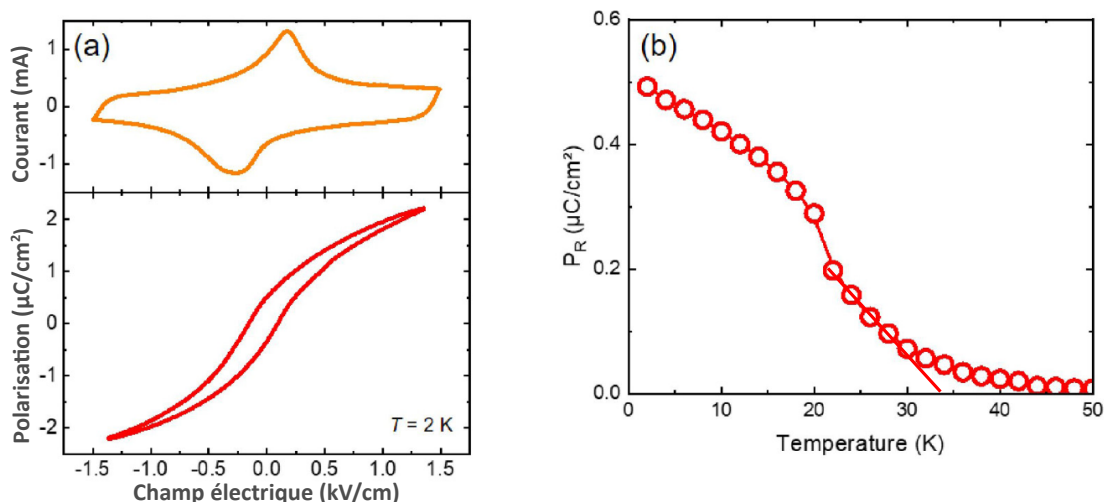 (a)
Courant (mA)
1
0
-1
Polarisation (µC/cm²)
2
1
0
-1
-2
T = 2 K
-1.5 -1.0 -0.5 0.0 0.5 1.0 1.5
Champ électrique (kV/cm)
(b)
P_R (µC/cm²)
0.6
0.4
0.2
0.0
0 10 20 30 40 50
Temperature (K)